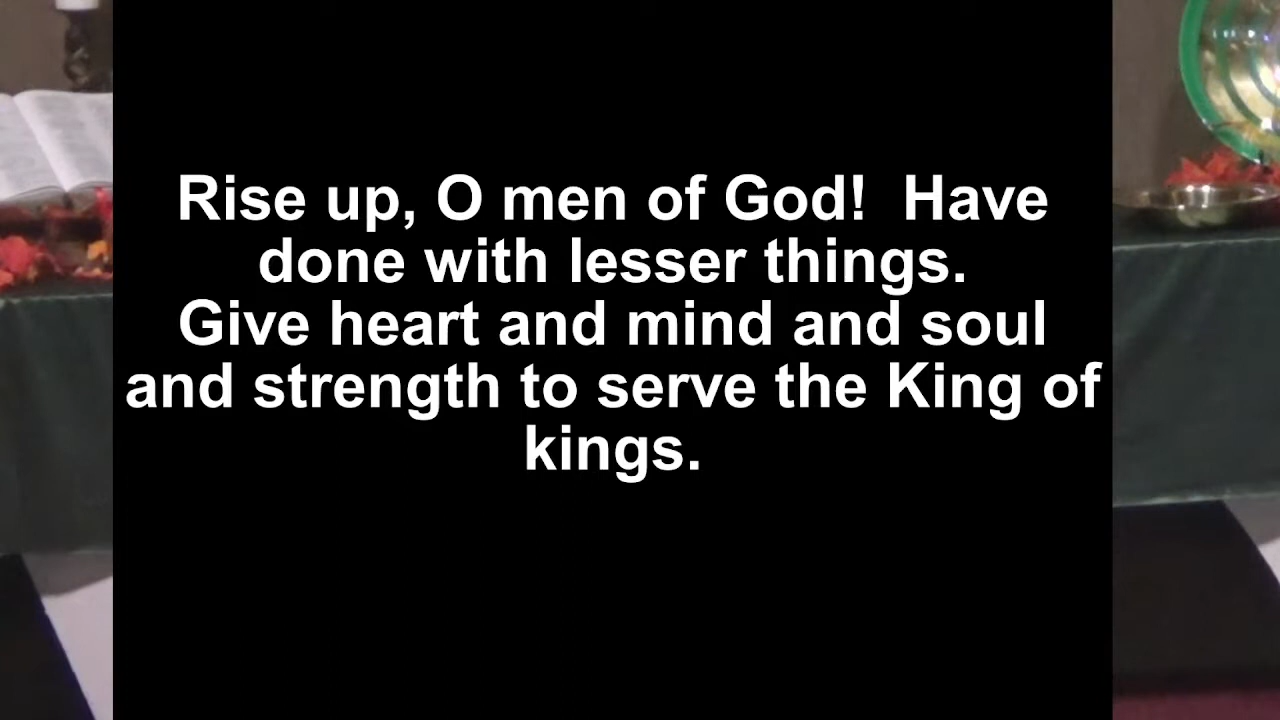 Rise up, O men of God!  Have
done with lesser things.
Give heart and mind and soul
and strength to serve the King of
kings.